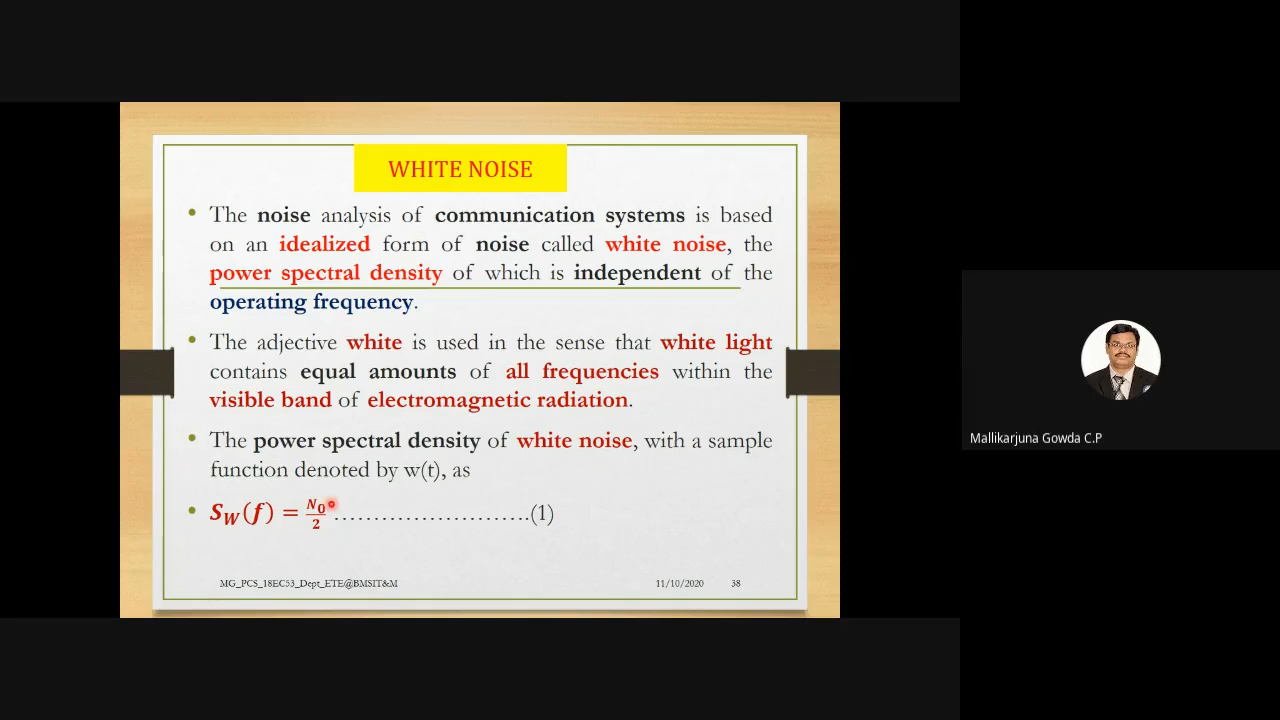 WHITE NOISE
• The noise analysis of communication systems is based
on an idealized form of noise called white noise, the
power spectral density of which is independent of the
operating frequency.
• The adjective white is used in the sense that white light
contains equal amounts of all frequencies within the
visible band of electromagnetic radiation.
• The power spectral density of white noise, with a sample
function denoted by w(t), as
• S_W(f) = N_0/2 ……………………….(1)
MG_PCS_18EC53_Dept_ETE@BMSIT&M 11/10/2020 38
Mallikarjuna Gowda C.P